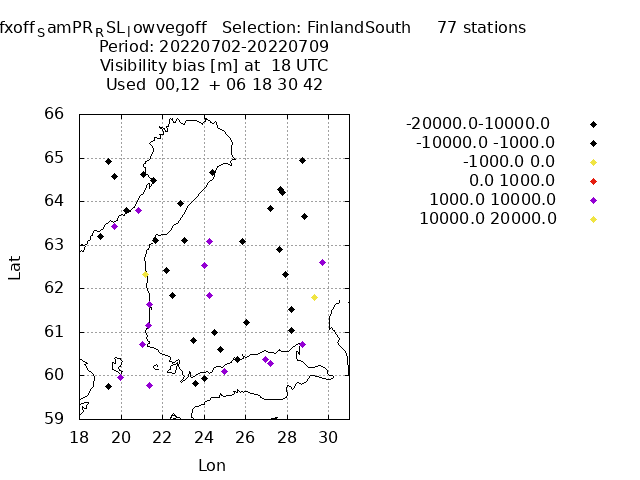 fxoffSamPRRSLlowvegoff Selection: FinlandSouth 77 stations
Period: 20220702-20220709
Visibility bias [m] at 18 UTC
Used 00,12 + 06 18 30 42
-20000.0-10000.0
-10000.0 -1000.0
-1000.0 0.0
0.0 1000.0
1000.0 10000.0
10000.0 20000.0
66
65
64
63
62
61
60
59
Lat
18 20 22 24 26 28 30
Lon